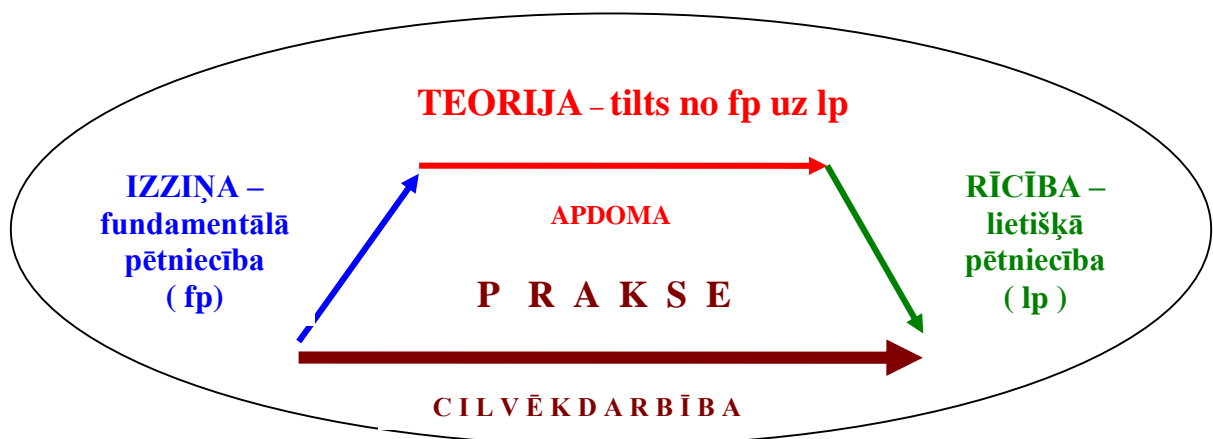 TEORIJA – tilts no fp uz lp
IZZIŅA –
fundamentālā
pētniecība
( fp)
APDOMA
RĪCĪBA –
lietišķā
pētniecība
( lp )
P R A K S E
C I L V Ē K D A R B Ī B A